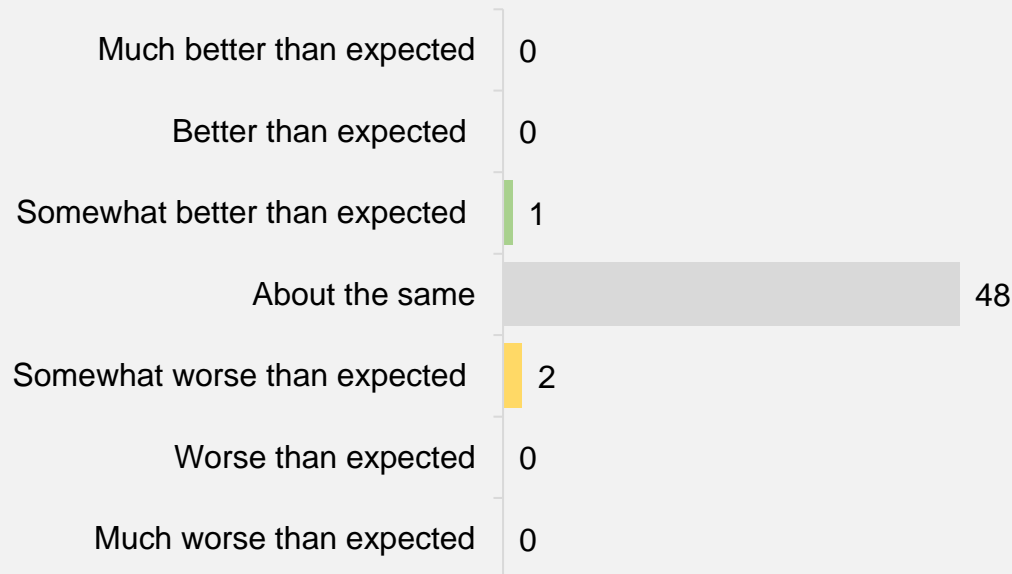 Much better than expected 0
Better than expected 0
Somewhat better than expected 1
About the same 48
Somewhat worse than expected 2
Worse than expected 0
Much worse than expected 0